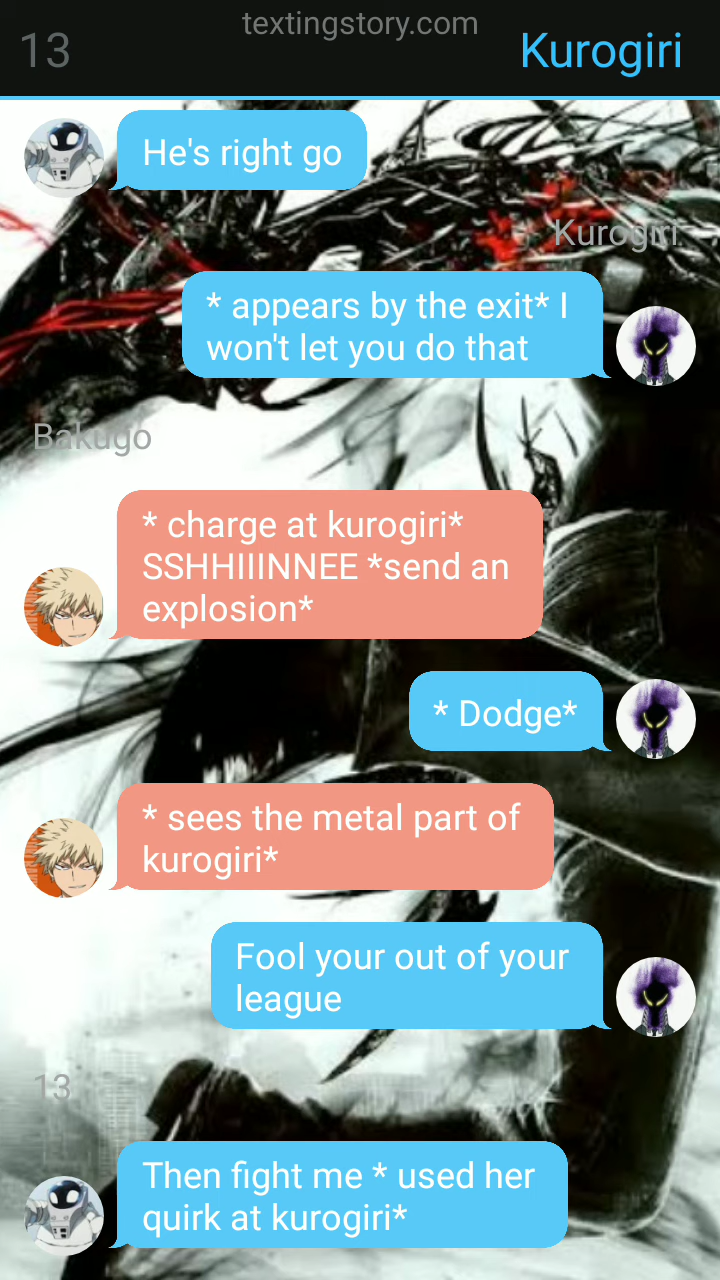 textingstory.com
13
Kurogiri
He's right go
Kurogiri
* appears by the exit* I
won't let you do that
Bakugo
* charge at kurogiri*
SSHHIIINNEE *send an
explosion*
* Dodge*
* sees the metal part of
kurogiri*
Fool your out of your
league
13
Then fight me * used her
quirk at kurogiri*